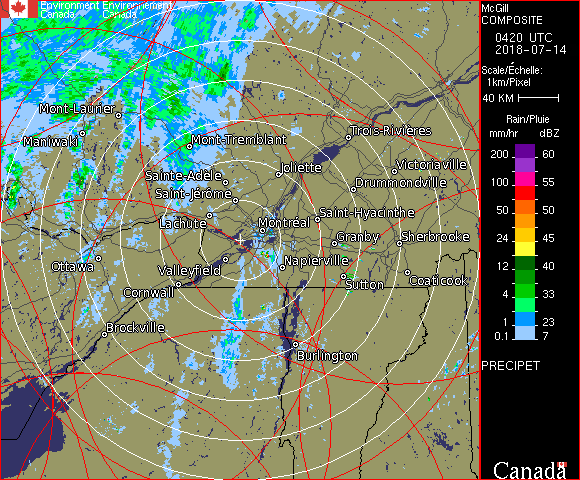 Environment Environnement
Canada Canada
Mont-Laurier
Maniwaki
Mont-Tremblant
Trois-Rivières
Joliette
Victoriaville
Sainte-Adèle
Drummondville
Saint-Jérôme
Lachute
Saint-Hyacinthe
Montréal
Granby
Sherbrooke
Ottawa
Valleyfield
Napierville
Cornwall
Sutton
Coaticook
Brockville
Burlington
McGill
COMPOSITE
0420 UTC
2018-07-14
Scale/Échelle:
1km/Pixel
40 KM
Rain/Pluie
mm/hr dBZ
200 60
100 55
50 50
24 45
12 40
4 33
1 23
0.1 7
PRECIPET
Canada